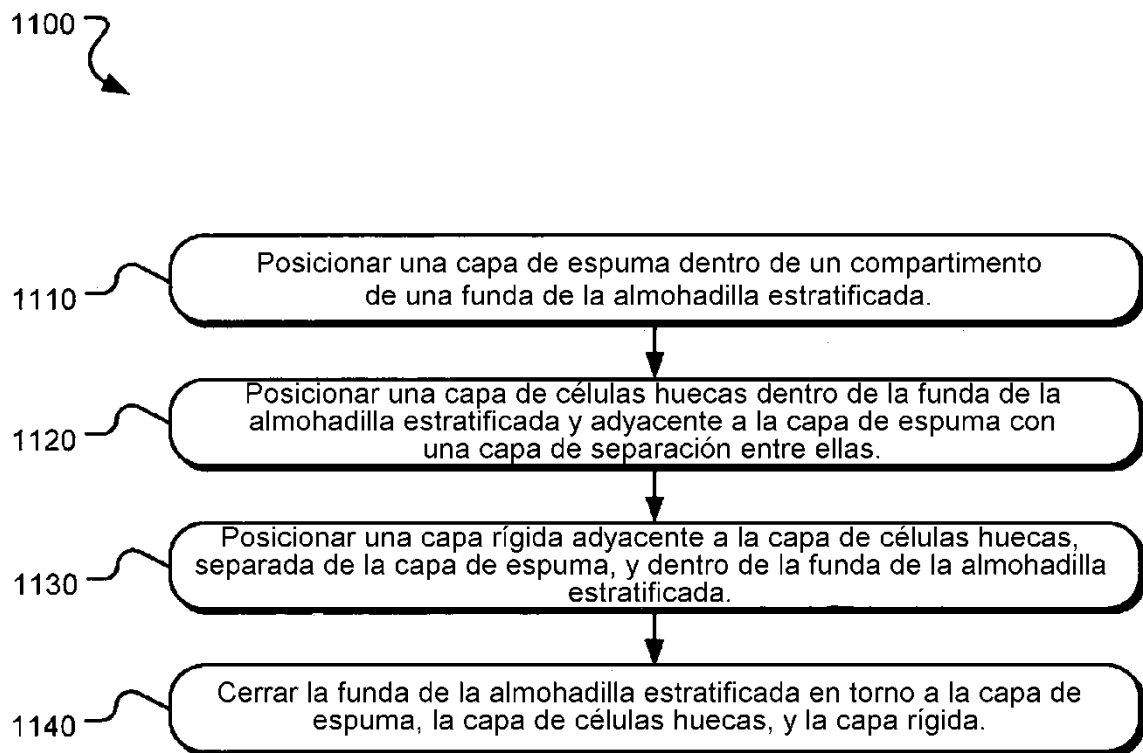 1100
1110
Posicionar una capa de espuma dentro de un compartimento
de una funda de la almohadilla estratificada.
1120
Posicionar una capa de células huecas dentro de la funda de la
almohadilla estratificada y adyacente a la capa de espuma con
una capa de separación entre ellas.
1130
Posicionar una capa rígida adyacente a la capa de células huecas,
separada de la capa de espuma, y dentro de la funda de la almohadilla
estratificada.
1140
Cerrar la funda de la almohadilla estratificada en torno a la capa de
espuma, la capa de células huecas, y la capa rígida.